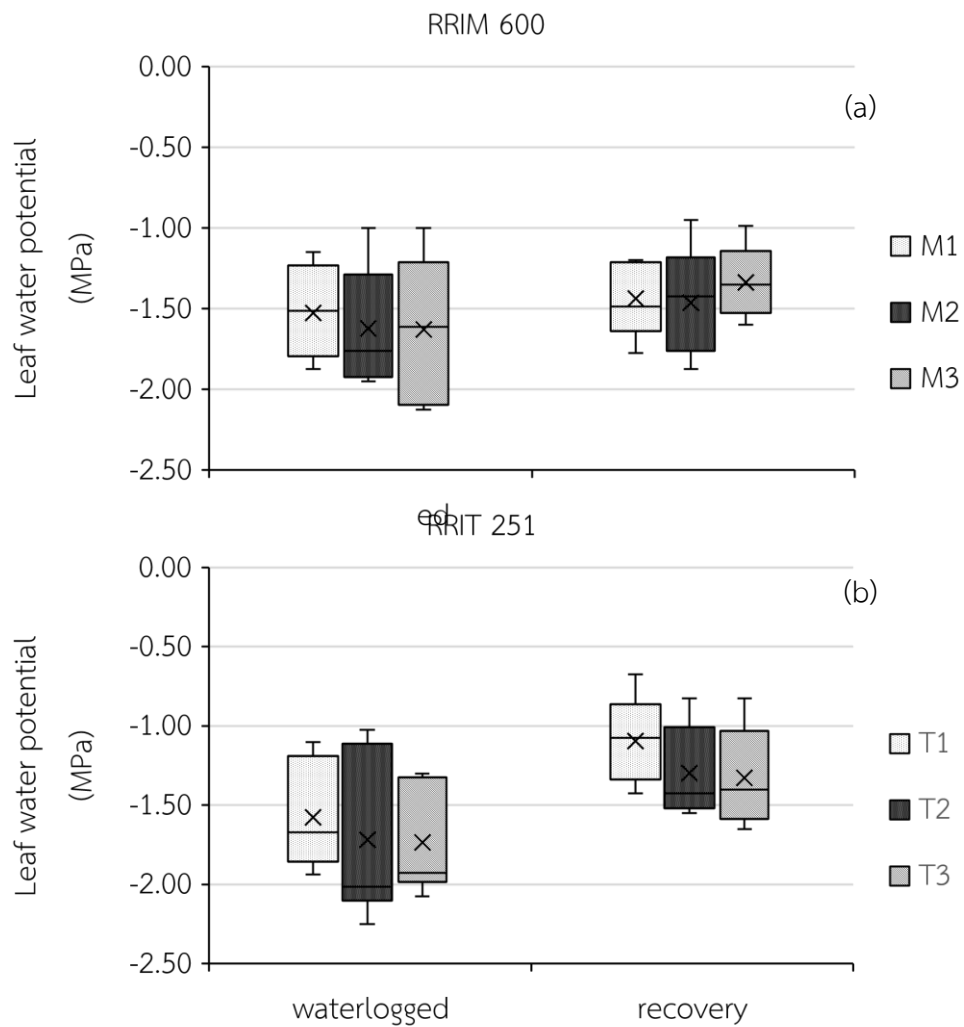 RRIM 600
0.00
(a)
-0.50
Leaf water potential
(MPa)
-1.00
M1
-1.50
M2
-2.00
M3
-2.50
ed
RRIT 251
0.00
(b)
-0.50
Leaf water potential
(MPa)
-1.00
T1
-1.50
T2
-2.00
T3
-2.50
waterlogged recovery